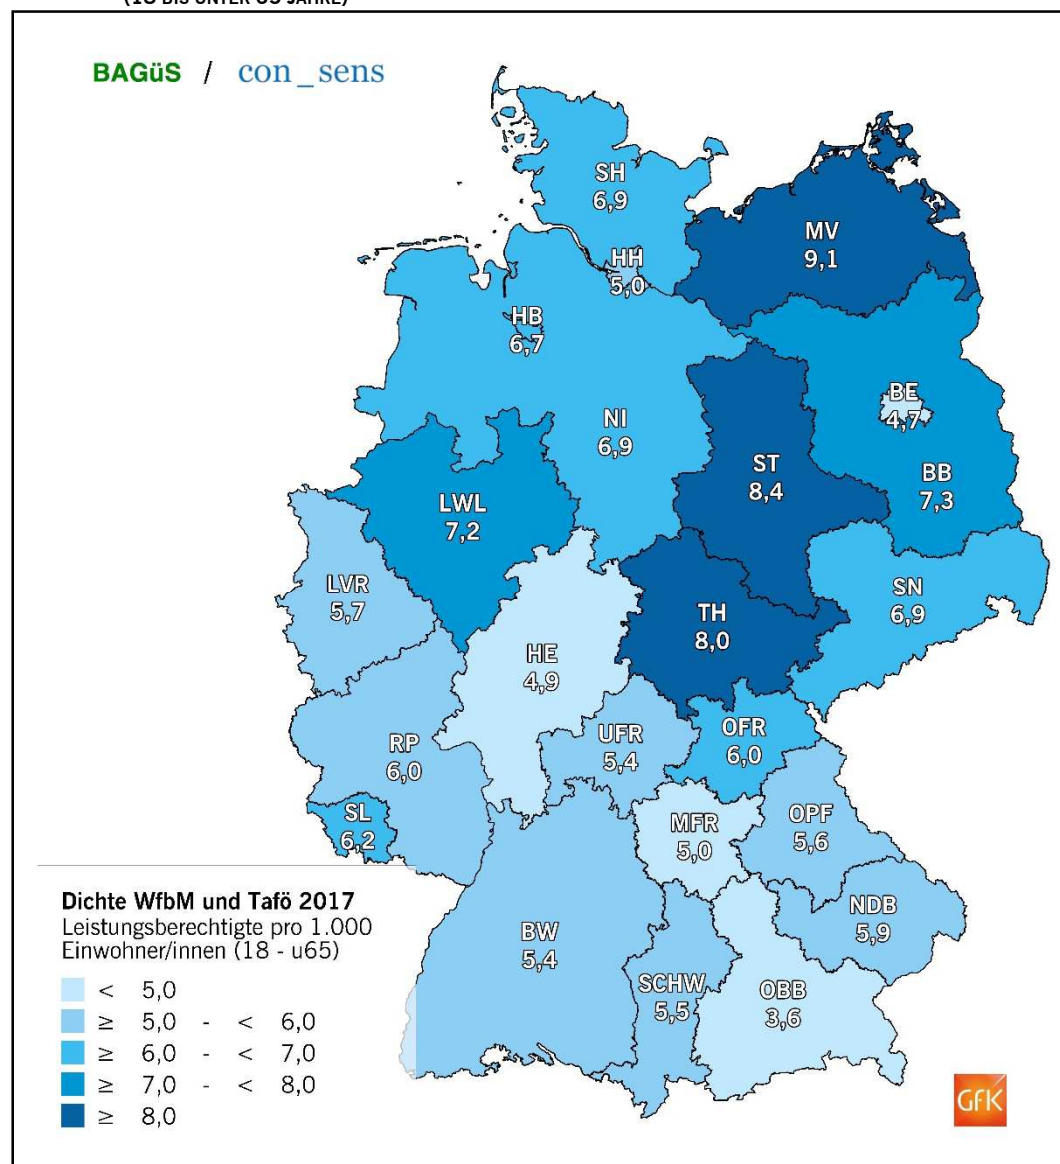 (18 BIS UNTER 65 JAHRE)
BAGüS / con_sens
SH
6,9
MV
9,1
HH
5,0
HB
6,7
BE
4,7
NI
6,9
ST
8,4
BB
7,3
LWL
7,2
LVR
5,7
SN
6,9
TH
8,0
HE
4,9
OFR
6,0
UFR
5,4
RP
6,0
SL
6,2
MFR
5,0
OPF
5,6
NDB
5,9
BW
5,4
SCHW
5,5
OBB
3,6
Dichte WfbM und Tafö 2017
Leistungsberechtigte pro 1.000
Einwohner/innen (18 - u65)
< 5,0
≥ 5,0 - < 6,0
≥ 6,0 - < 7,0
≥ 7,0 - < 8,0
≥ 8,0
GfK